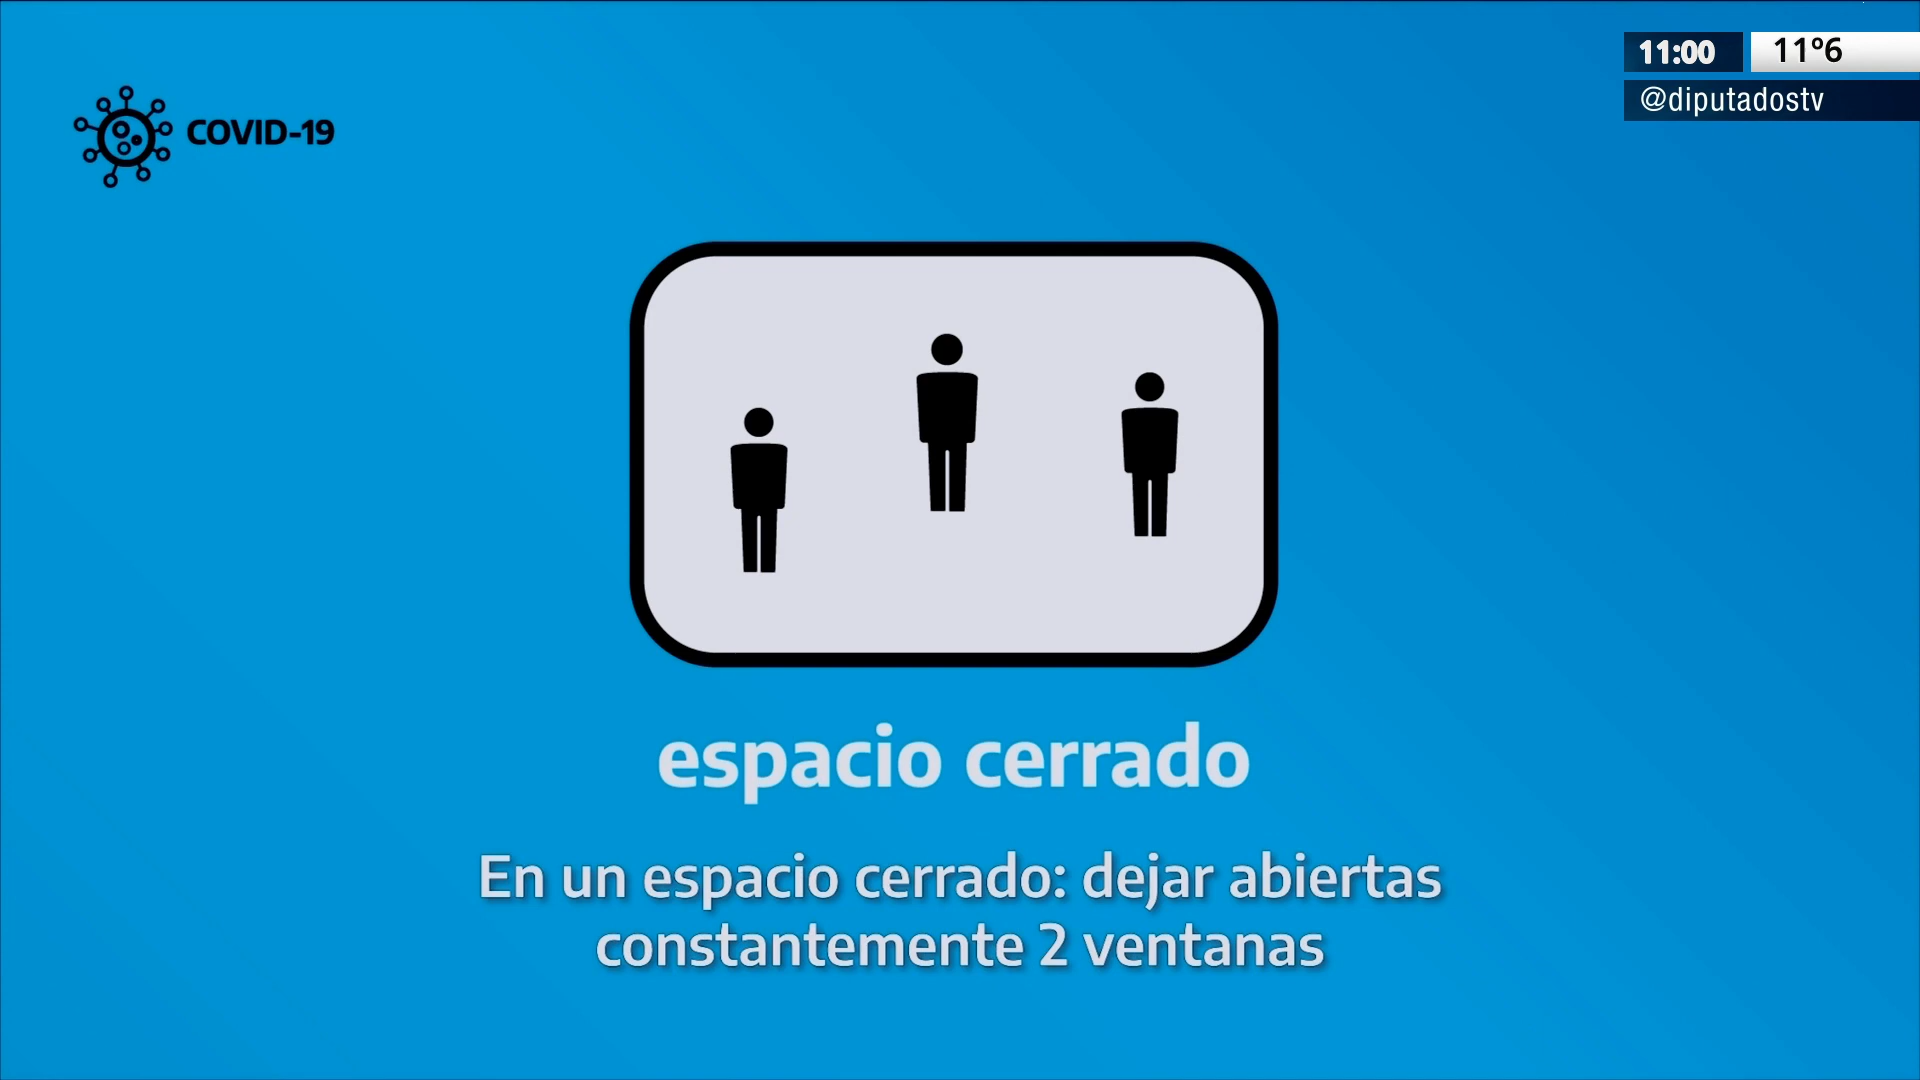 11:00
11°6
@diputadostv
COVID-19
espacio cerrado
En un espacio cerrado: dejar abiertas
constantemente 2 ventanas